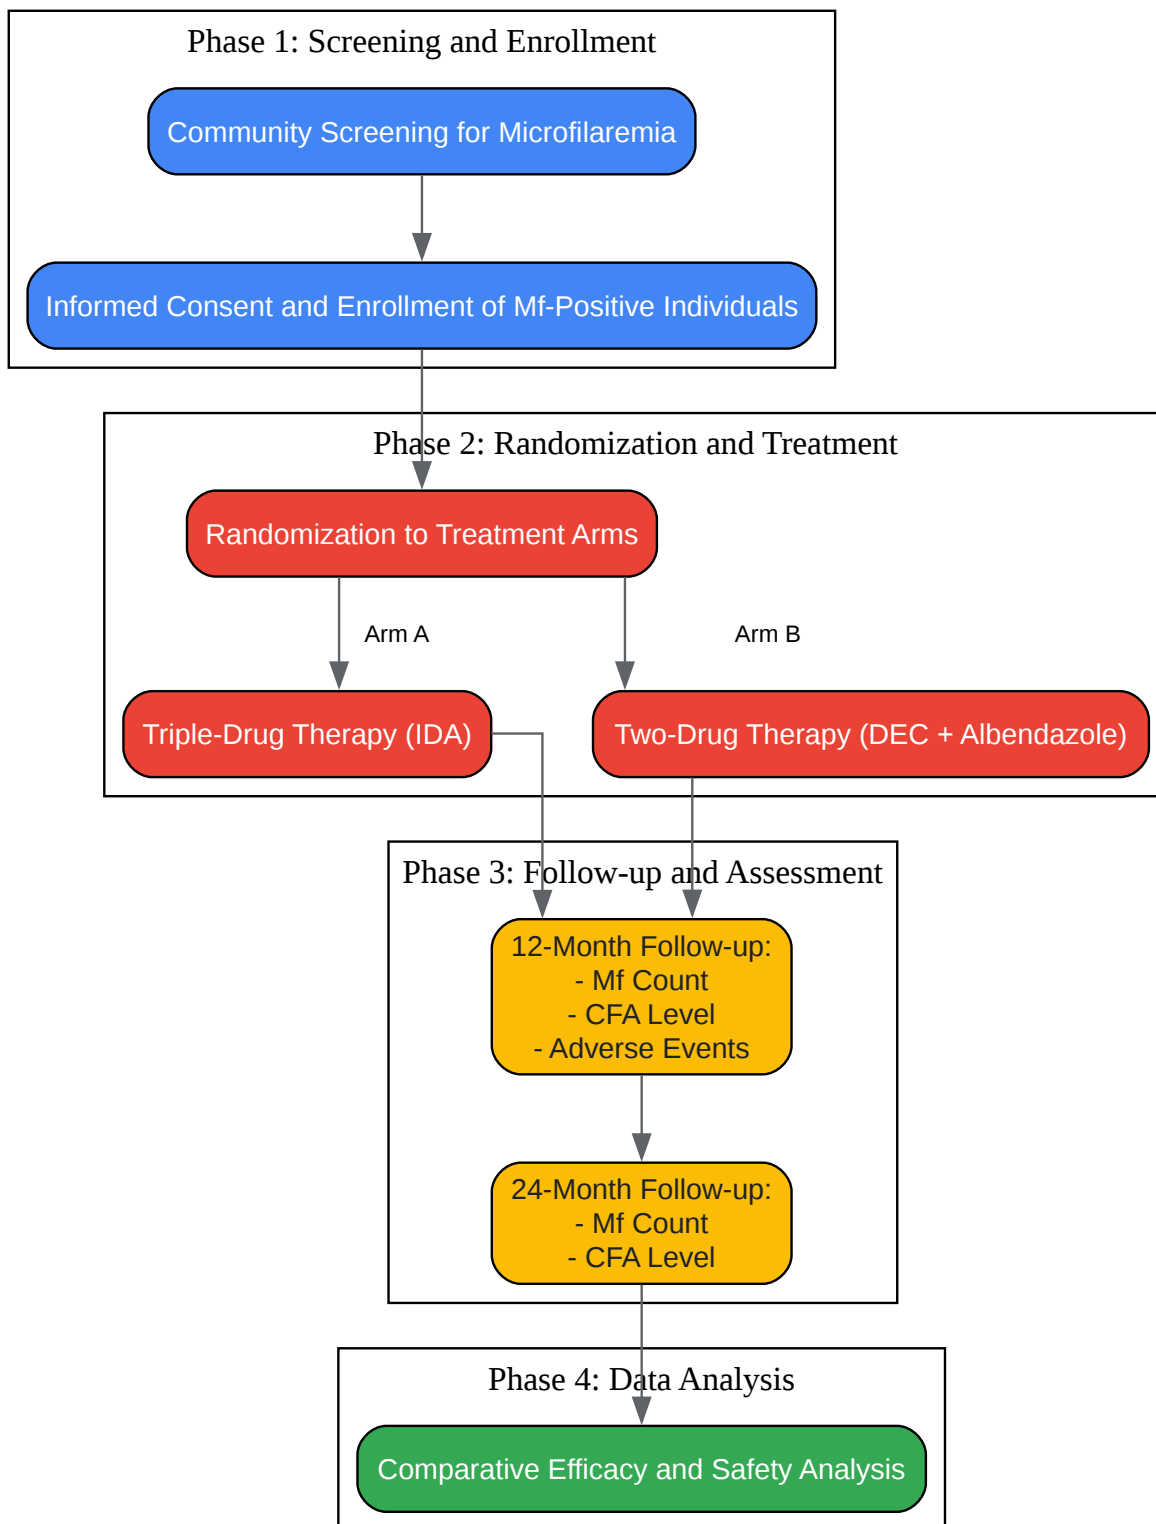 Phase 1: Screening and Enrollment
Community Screening for Microfilaremia
Informed Consent and Enrollment of Mf-Positive Individuals
Phase 2: Randomization and Treatment
Randomization to Treatment Arms
Arm A
Arm B
Triple-Drug Therapy (IDA)
Two-Drug Therapy (DEC + Albendazole)
Phase 3: Follow-up and Assessment
12-Month Follow-up:
- Mf Count
- CFA Level
- Adverse Events
24-Month Follow-up:
- Mf Count
- CFA Level
Phase 4: Data Analysis
Comparative Efficacy and Safety Analysis